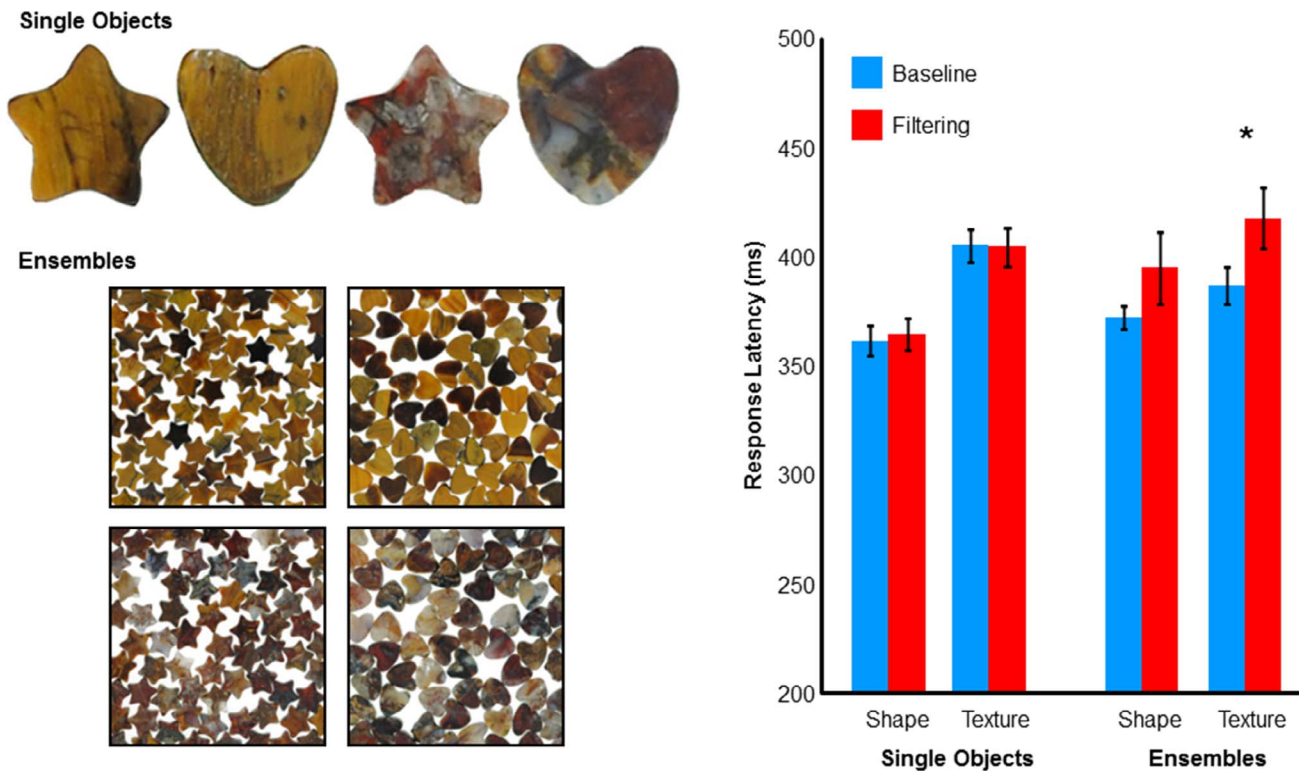 Single Objects
Ensembles
500
450
400
350
300
250
200
Response Latency (ms)
Baseline
Filtering
*
Shape Texture Shape Texture
Single Objects Ensembles